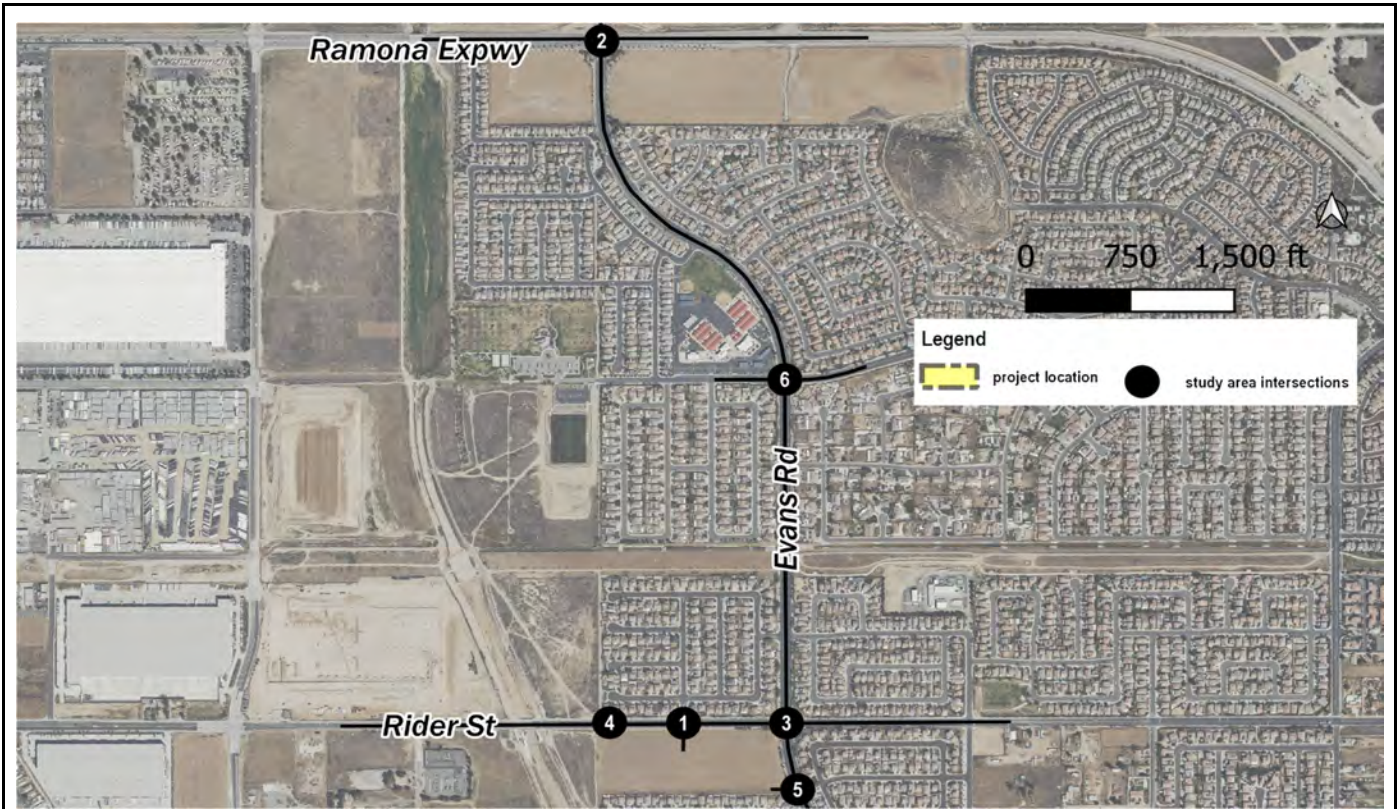 Ramona Expwy
2
0 750 1,500 ft
Legend
project location
study area intersections
6
Evans Rd
Rider St
4
1
3
5